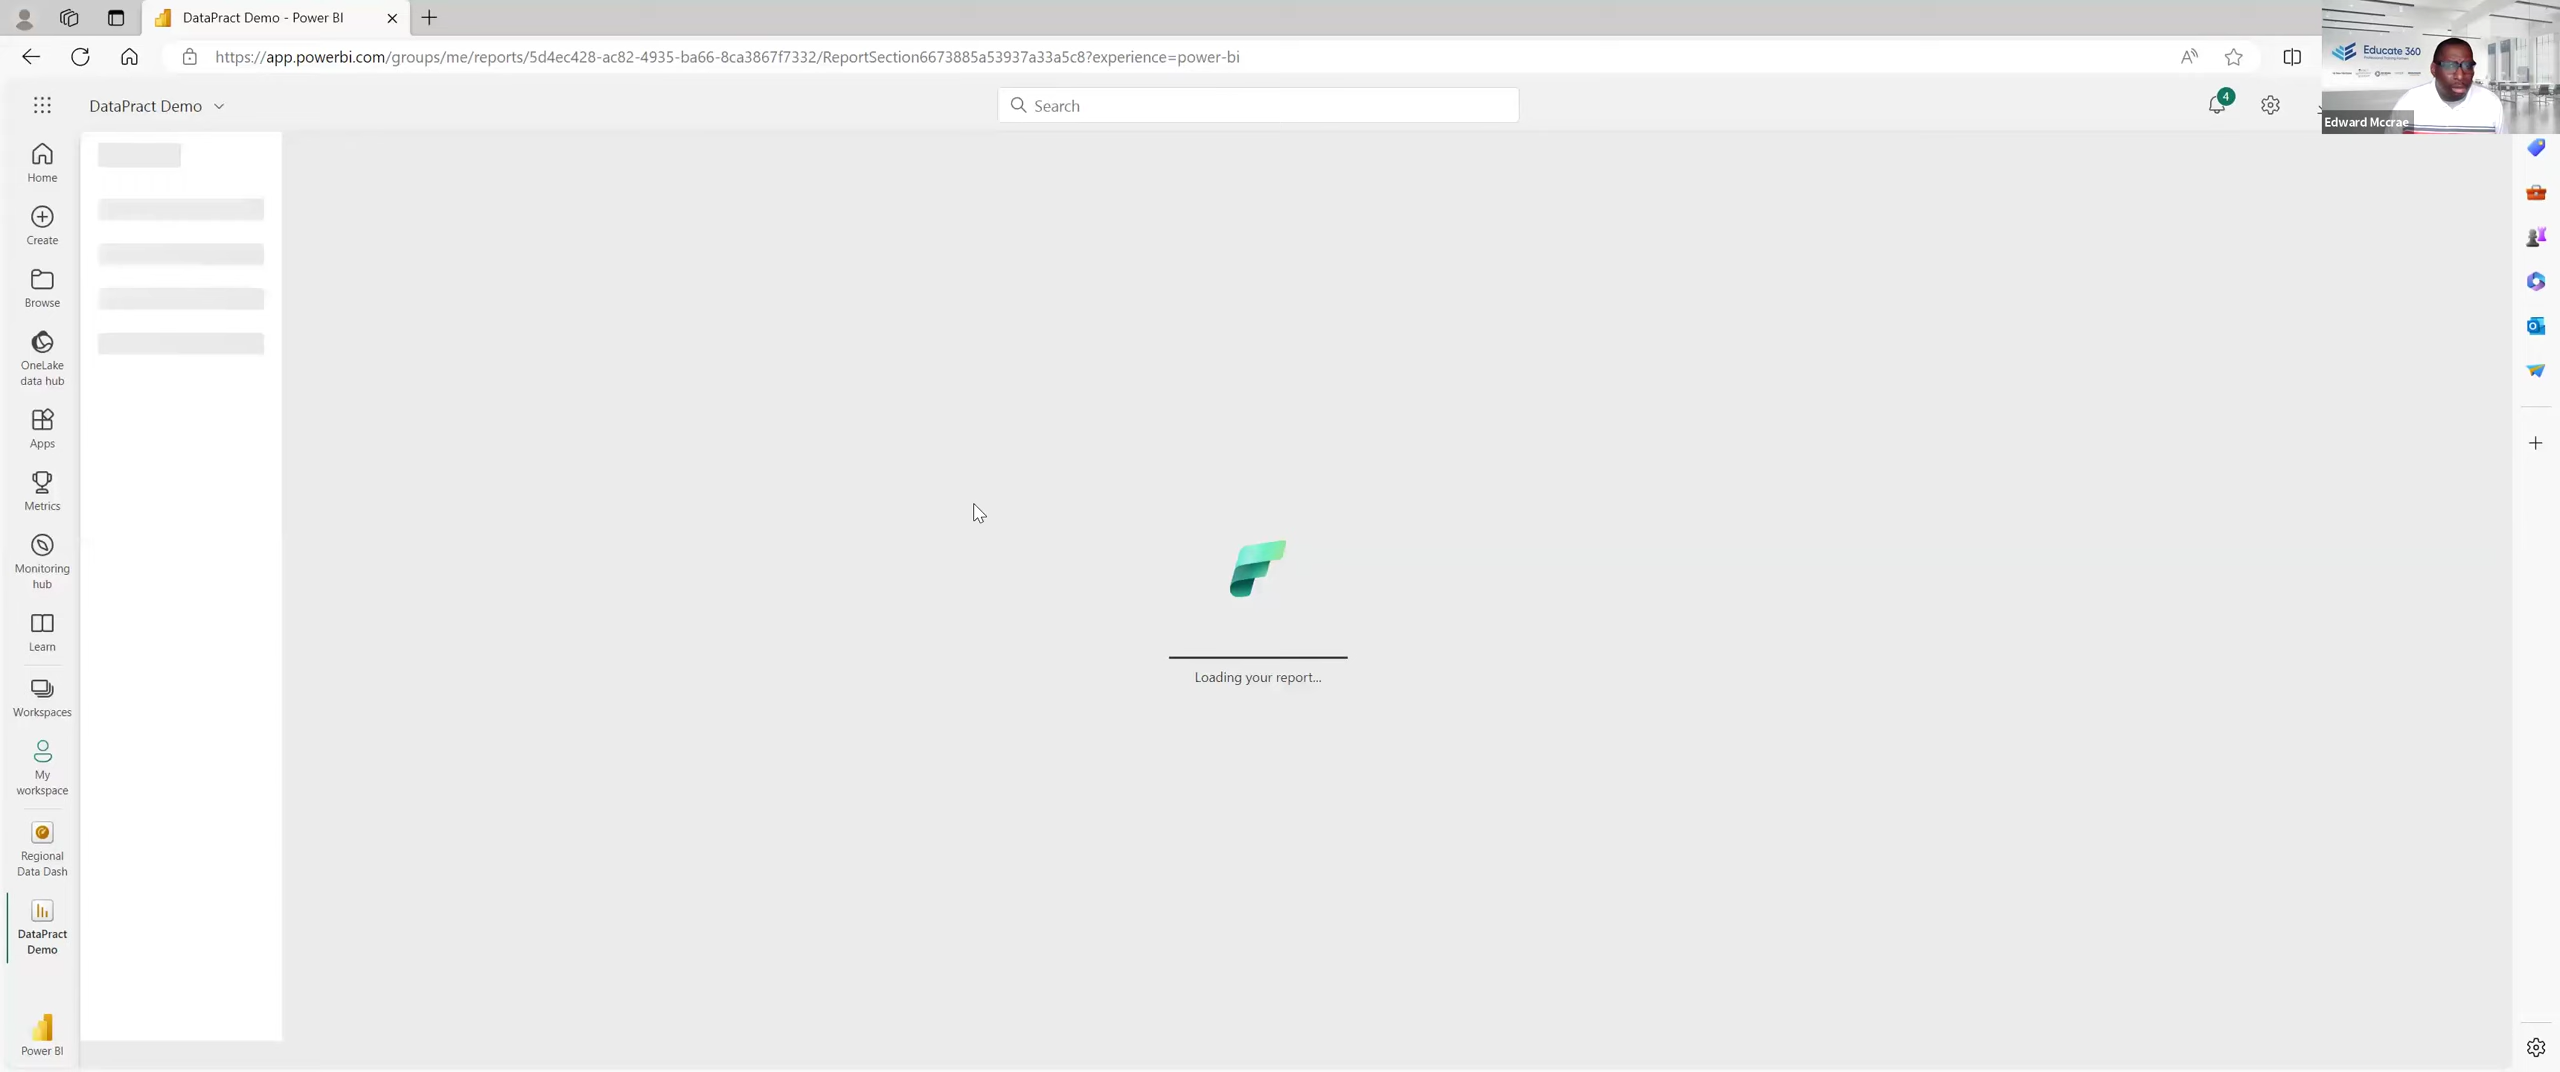 DataPract Demo - Power BI
https://app.powerbi.com/groups/me/reports/5d4ec428-ac82-4935-ba66-8ca3867f7332/ReportSection6673885a53937a33a5c8?experience=power-bi
Educate 360
Edward Mccrae
DataPract Demo
Search
4
Home
Create
Browse
OneLake
data hub
Apps
Metrics
Monitoring
hub
Learn
Workspaces
My
workspace
Regional
Data Dash
DataPract
Demo
Power BI
Loading your report...